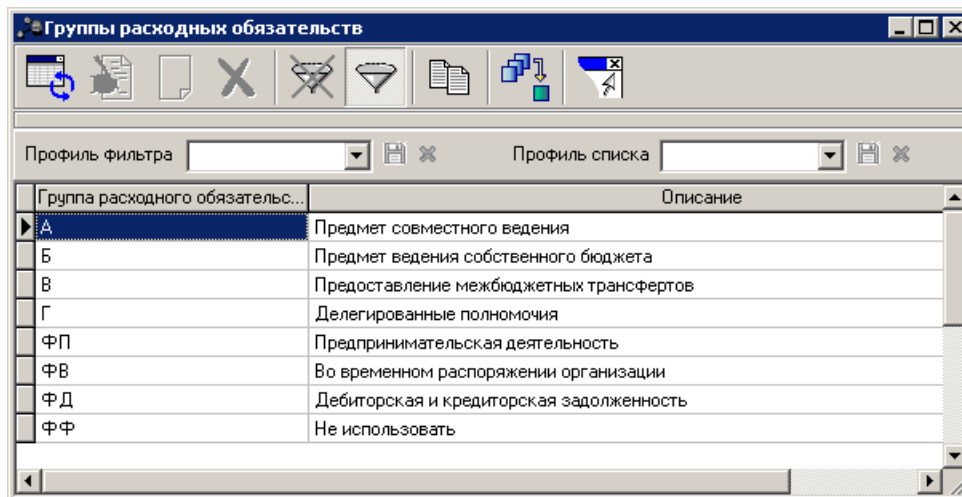 Группы расходных обязательств
Профиль фильтра
Профиль списка
Группа расходного обязательс... Описание
А Предмет совместного ведения
Б Предмет ведения собственного бюджета
В Предоставление межбюджетных трансфертов
Г Делегированные полномочия
ФП Предпринимательская деятельность
ФВ Во временном распоряжении организации
ФД Дебиторская и кредиторская задолженность
ФФ Не использовать